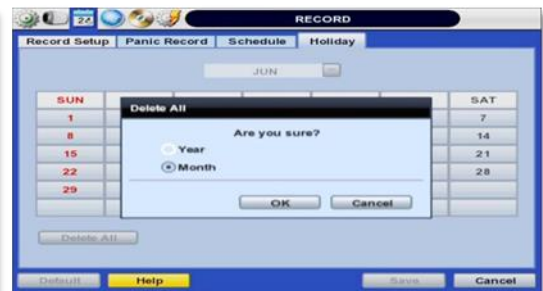 24
RECORD
Record Setup Panic Record Schedule Holiday
JUN
SUN SAT
Delete All
1 7
Are you sure?
8 14
Year
15 21
Month
22 28
29
OK Cancel
Delete All
Default Help Save Cancel